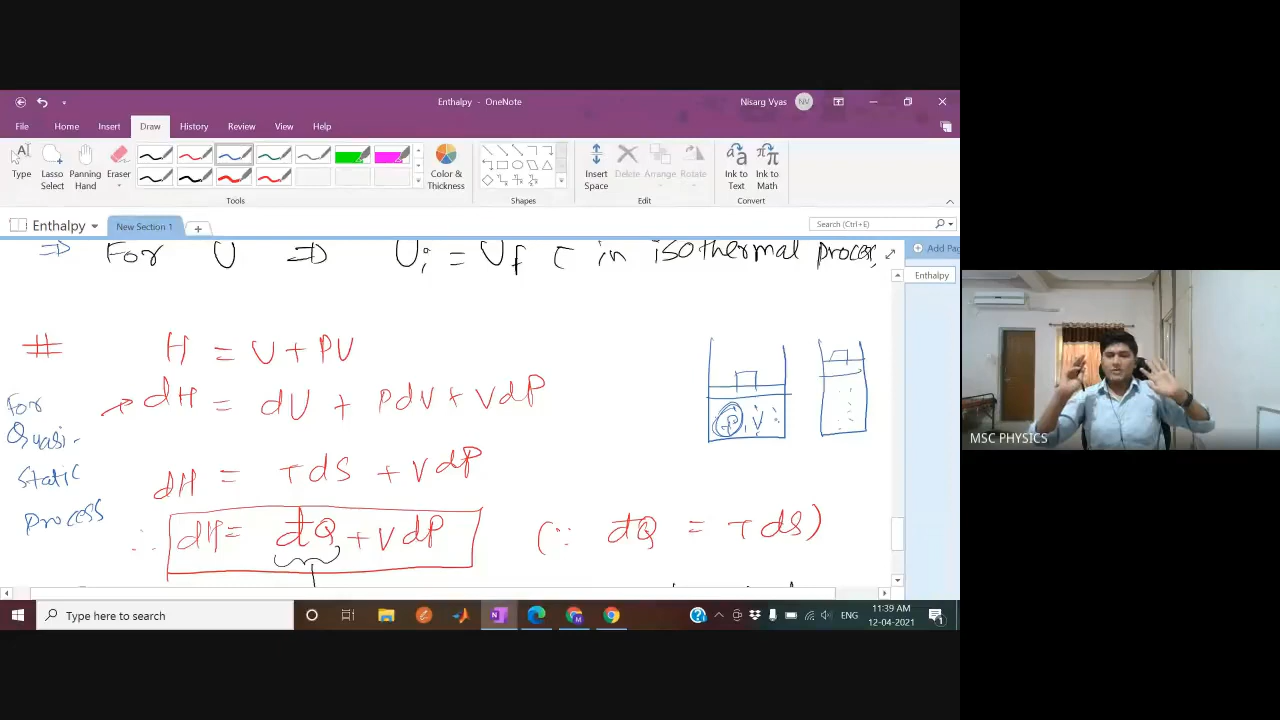 Enthalpy - OneNote
Nisarg Vyas NV
File Home Insert Draw History Review View Help
Type Lasso Select Panning Hand Eraser Color & Thickness Insert Space Delete Arrange Rotate Ink to Text Ink to Math
Tools Shapes Edit Convert
Enthalpy New Section 1 + Search (Ctrl+E)
Add Pag
Enthalpy
⇒ For U ⇒ Ui = Uf ( in isothermal process
# H = U + PV
→ dH = dU + PdV + VdP
For Quasi-static process
dH = TdS + VdP
∴ dH = đQ + VdP (∵ đQ = TdS)
P, V
MSC PHYSICS
Type here to search
ENG
11:39 AM
12-04-2021
1